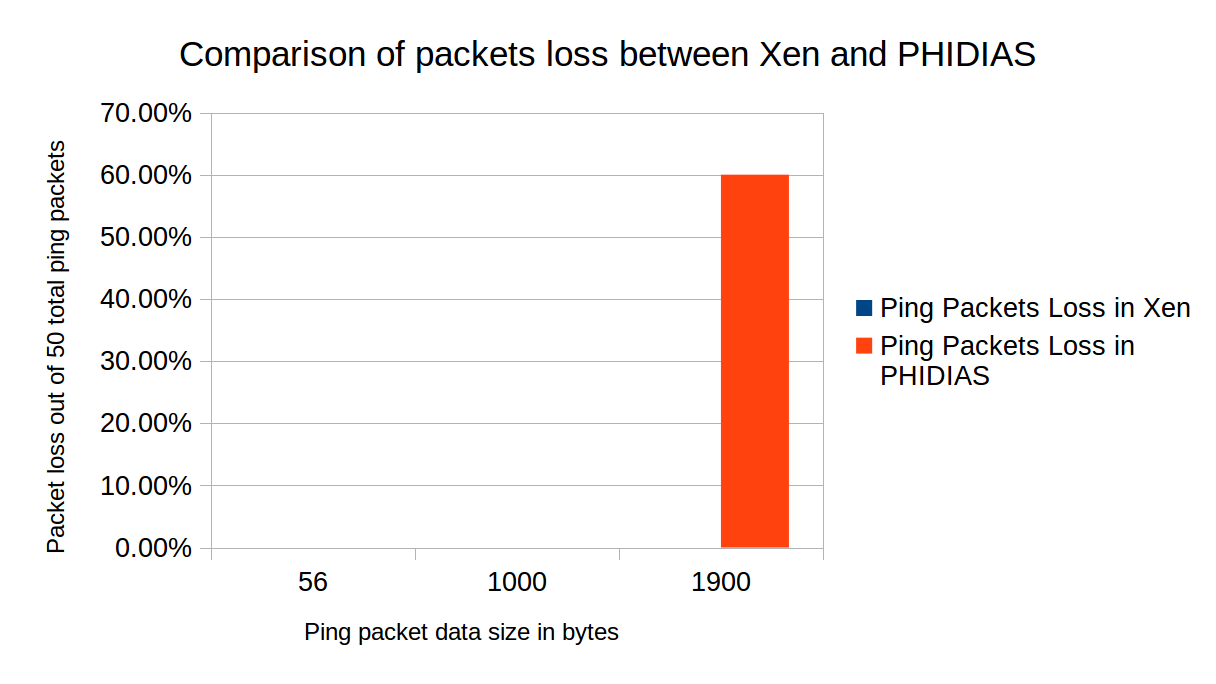 Comparison of packets loss between Xen and PHIDIAS
Packet loss out of 50 total ping packets
70.00%
60.00%
50.00%
40.00%
30.00%
20.00%
10.00%
0.00%
56
1000
1900
Ping packet data size in bytes
Ping Packets Loss in Xen
Ping Packets Loss in
PHIDIAS